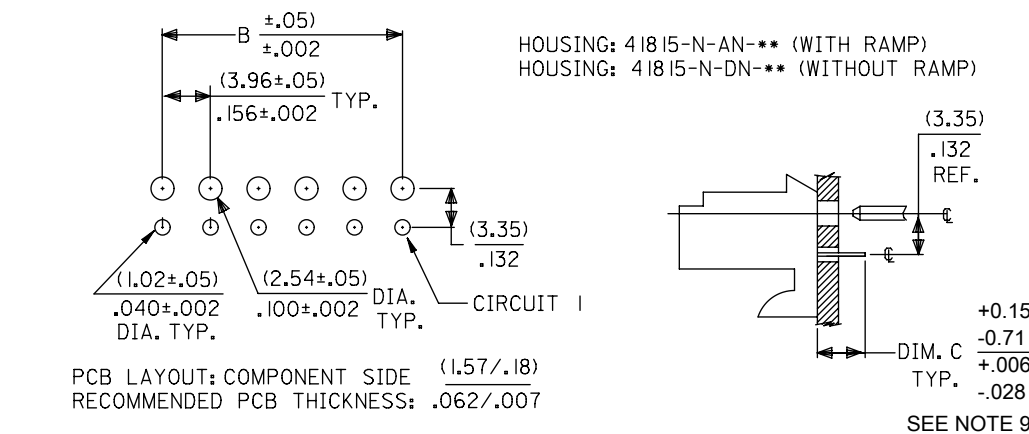 B ±.05)
±.002
(3.96±.05)
.156±.002 TYP.
(3.35)
.132
(1.02±.05)
.040±.002
DIA. TYP.
(2.54±.05)
.100±.002
DIA.
TYP.
CIRCUIT 1
PCB LAYOUT: COMPONENT SIDE
RECOMMENDED PCB THICKNESS:
(1.57/.18)
.062/.007
HOUSING: 41815-N-AN-** (WITH RAMP)
HOUSING: 41815-N-DN-** (WITHOUT RAMP)
(3.35)
.132
REF.
℄
℄
DIM. C
TYP.
+0.15
-0.71
+.006
-.028
SEE NOTE 9